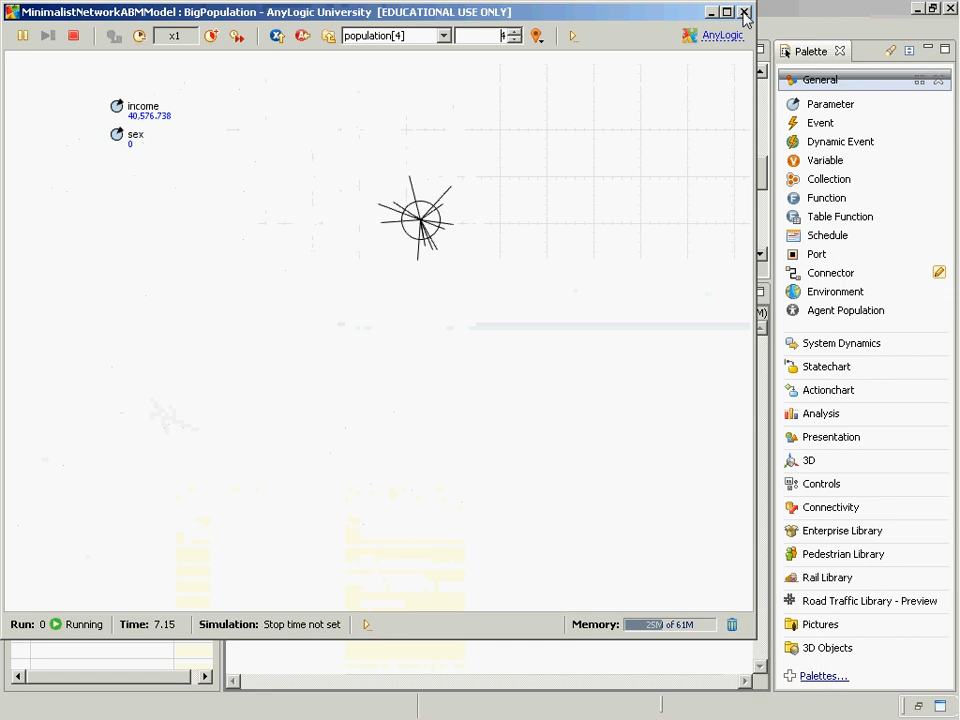 MinimalistNetworkABMModel : BigPopulation - AnyLogic University [EDUCATIONAL USE ONLY]
x1
population[4]
AnyLogic
income
40,576.738
sex
0
Run: 0 Running
Time: 7.15
Simulation: Stop time not set
Memory: 25M of 61M
Palette
General
Parameter
Event
Dynamic Event
Variable
Collection
Function
Table Function
Schedule
Port
Connector
Environment
Agent Population
System Dynamics
Statechart
Actionchart
Analysis
Presentation
3D
Controls
Connectivity
Enterprise Library
Pedestrian Library
Rail Library
Road Traffic Library - Preview
Pictures
3D Objects
Palettes...